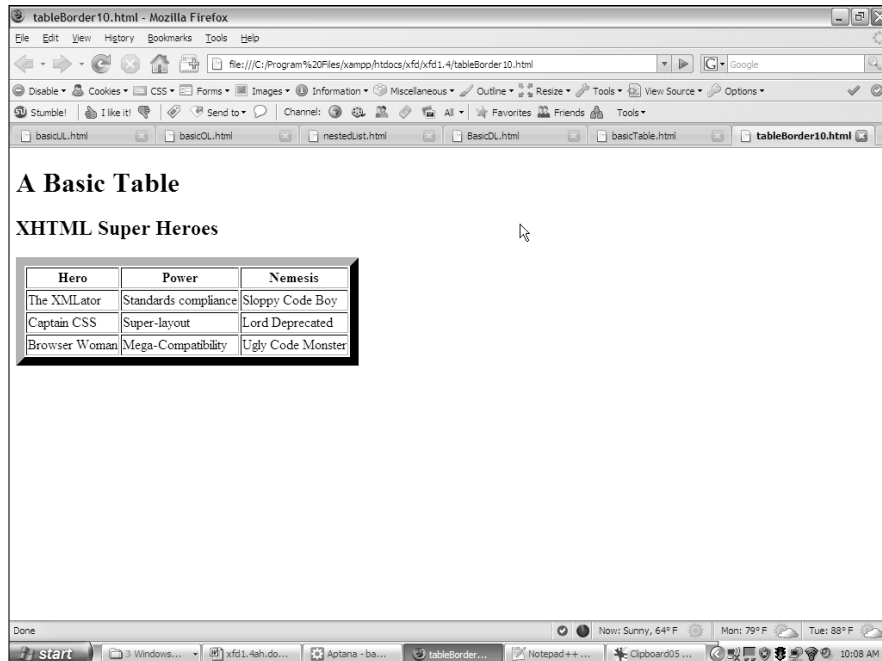 tableBorder10.html - Mozilla Firefox
File Edit View History Bookmarks Tools Help
file:///C:/Program%20Files/xampp/htdocs/xfd/xfd1.4/tableBorder10.html G Google
Disable Cookies CSS Forms Images Information Miscellaneous Outline Resize Tools View Source Options
Stumble! I like it! Send to Channel: All Favorites Friends Tools
basicUL.html basicOL.html nestedList.html BasicDL.html basicTable.html tableBorder10.html
A Basic Table
XHTML Super Heroes
Hero Power Nemesis
The XMLator Standards compliance Sloppy Code Boy
Captain CSS Super-layout Lord Deprecated
Browser Woman Mega-Compatibility Ugly Code Monster
Done Now: Sunny, 64° F Mon: 79° F Tue: 88° F
start 3 Windows... xfd1.4ah.do... Aptana - ba... tableBorder... Notepad++ ... Clipboard05 ... 10:08 AM